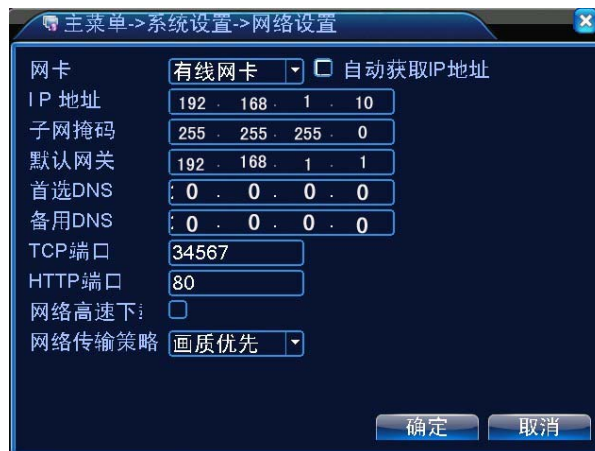 主菜单->系统设置->网络设置
网卡 有线网卡 自动获取IP地址
IP 地址 192 . 168 . 1 . 10
子网掩码 255 . 255 . 255 . 0
默认网关 192 . 168 . 1 . 1
首选DNS 0 . 0 . 0 . 0
备用DNS 0 . 0 . 0 . 0
TCP端口 34567
HTTP端口 80
网络高速下
网络传输策略 画质优先
确定 取消